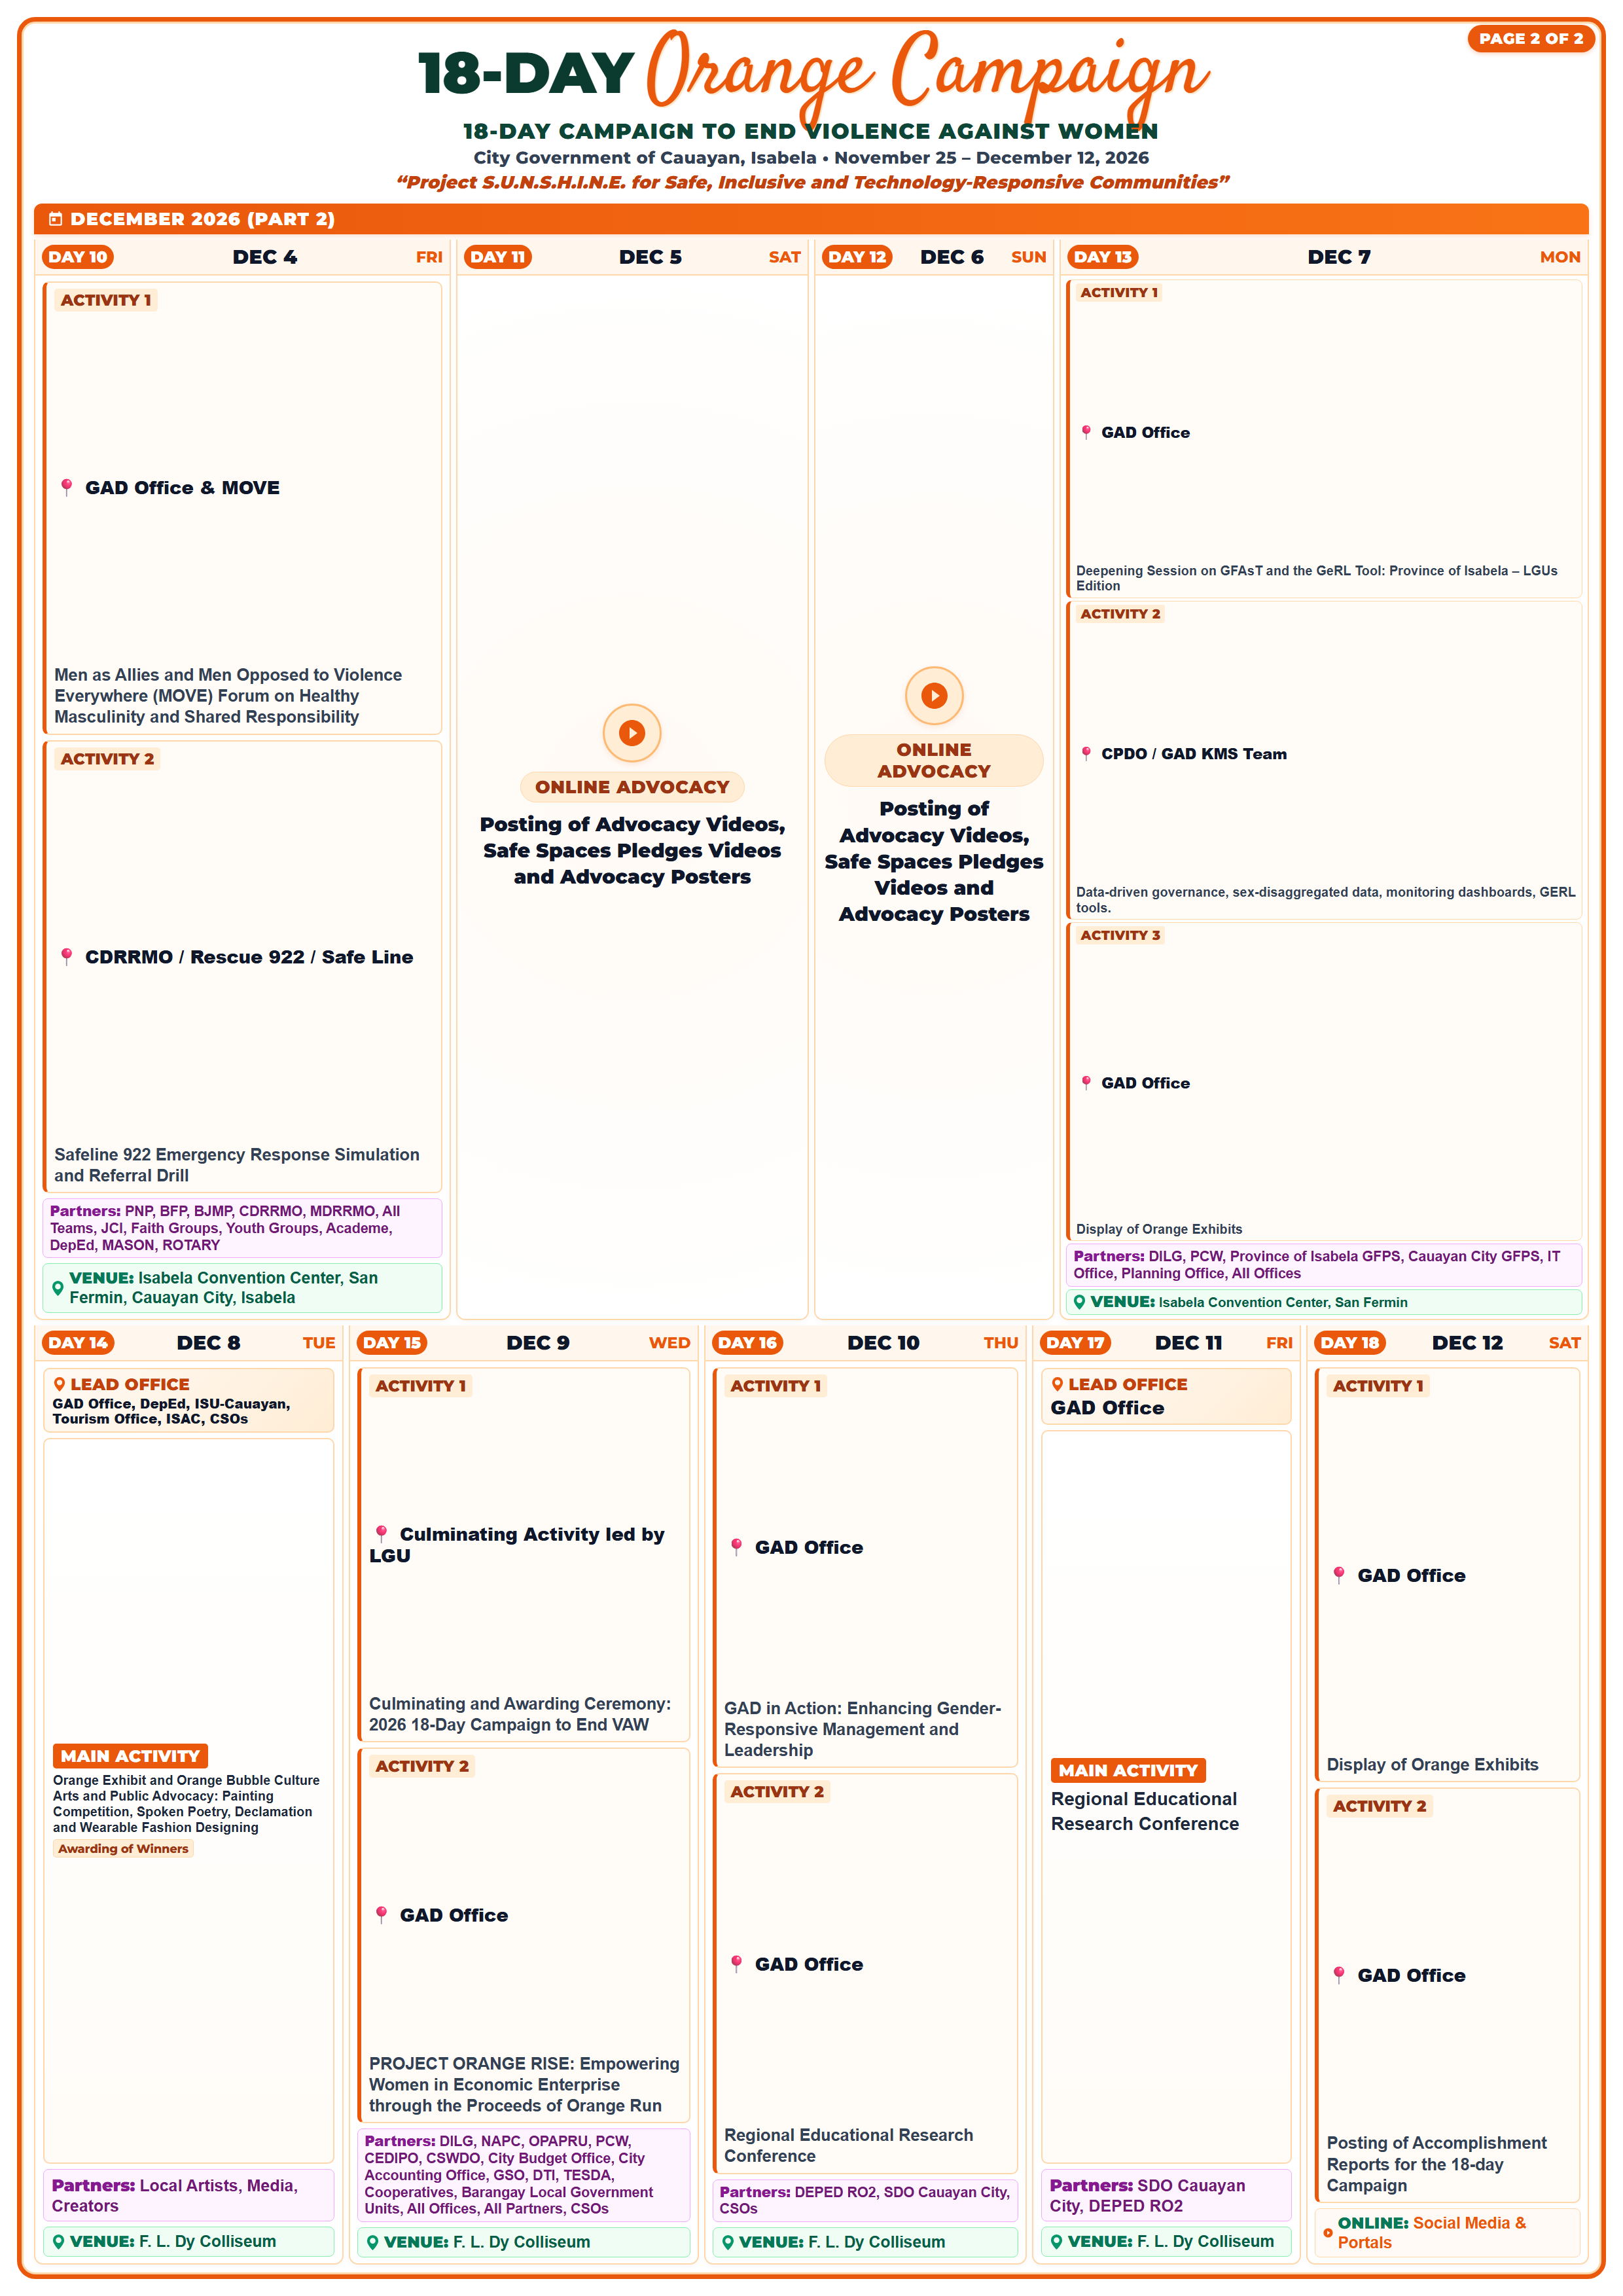 PAGE 2 OF 2
18-DAY Orange Campaign
18-DAY CAMPAIGN TO END VIOLENCE AGAINST WOMEN
City Government of Cauayan, Isabela • November 25 – December 12, 2026
“Project S.U.N.S.H.I.N.E. for Safe, Inclusive and Technology-Responsive Communities”
DECEMBER 2026 (PART 2)
DAY 10 DEC 4 FRI
ACTIVITY 1
GAD Office & MOVE
Men as Allies and Men Opposed to Violence
Everywhere (MOVE) Forum on Healthy
Masculinity and Shared Responsibility
ACTIVITY 2
CDRRMO / Rescue 922 / Safe Line
Safeline 922 Emergency Response Simulation
and Referral Drill
Partners: PNP, BFP, BJMP, CDRRMO, MDRRMO, All
Teams, JCI, Faith Groups, Youth Groups, Academe,
DepEd, MASON, ROTARY
VENUE: Isabela Convention Center, San
Fermin, Cauayan City, Isabela
DAY 11 DEC 5 SAT
ONLINE ADVOCACY
Posting of Advocacy Videos,
Safe Spaces Pledges Videos
and Advocacy Posters
DAY 12 DEC 6 SUN
ONLINE
ADVOCACY
Posting of
Advocacy Videos,
Safe Spaces Pledges
Videos and
Advocacy Posters
DAY 13 DEC 7 MON
ACTIVITY 1
GAD Office
Deepening Session on GFAsT and the GeRL Tool: Province of Isabela – LGUs
Edition
ACTIVITY 2
CPDO / GAD KMS Team
Data-driven governance, sex-disaggregated data, monitoring dashboards, GERL
tools.
ACTIVITY 3
GAD Office
Display of Orange Exhibits
Partners: DILG, PCW, Province of Isabela GFPS, Cauayan City GFPS, IT
Office, Planning Office, All Offices
VENUE: Isabela Convention Center, San Fermin
DAY 14 DEC 8 TUE
LEAD OFFICE
GAD Office, DepEd, ISU-Cauayan,
Tourism Office, ISAC, CSOs
MAIN ACTIVITY
Orange Exhibit and Orange Bubble Culture
Arts and Public Advocacy: Painting
Competition, Spoken Poetry, Declamation
and Wearable Fashion Designing
Awarding of Winners
Partners: Local Artists, Media,
Creators
VENUE: F. L. Dy Colliseum
DAY 15 DEC 9 WED
ACTIVITY 1
Culminating Activity led by
LGU
Culminating and Awarding Ceremony:
2026 18-Day Campaign to End VAW
ACTIVITY 2
GAD Office
PROJECT ORANGE RISE: Empowering
Women in Economic Enterprise
through the Proceeds of Orange Run
Partners: DILG, NAPC, OPAPRU, PCW,
CEDIPO, CSWDO, City Budget Office, City
Accounting Office, GSO, DTI, TESDA,
Cooperatives, Barangay Local Government
Units, All Offices, All Partners, CSOs
VENUE: F. L. Dy Colliseum
DAY 16 DEC 10 THU
ACTIVITY 1
GAD Office
GAD in Action: Enhancing Gender-
Responsive Management and
Leadership
ACTIVITY 2
GAD Office
Regional Educational Research
Conference
Partners: DEPED RO2, SDO Cauayan City,
CSOs
VENUE: F. L. Dy Colliseum
DAY 17 DEC 11 FRI
LEAD OFFICE
GAD Office
MAIN ACTIVITY
Regional Educational
Research Conference
Partners: SDO Cauayan
City, DEPED RO2
VENUE: F. L. Dy Colliseum
DAY 18 DEC 12 SAT
ACTIVITY 1
GAD Office
Display of Orange Exhibits
ACTIVITY 2
GAD Office
Posting of Accomplishment
Reports for the 18-day
Campaign
ONLINE: Social Media &
Portals